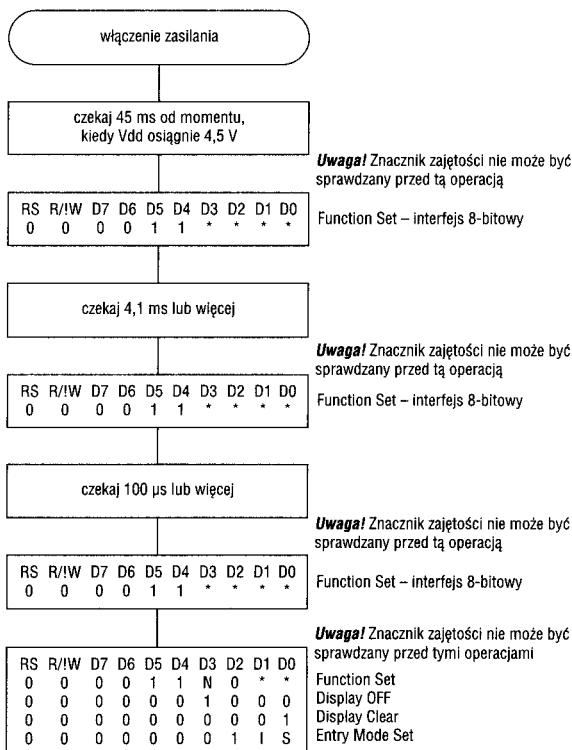 włączenie zasilania
czekaj 45 ms od momentu,
kiedy Vdd osiągnie 4,5 V
Uwaga! Znacznik zajętości nie może być
sprawdzany przed tą operacją
RS R/!W D7 D6 D5 D4 D3 D2 D1 D0
0 0 0 0 1 1 * * * *
Function Set – interfejs 8-bitowy
czekaj 4,1 ms lub więcej
Uwaga! Znacznik zajętości nie może być
sprawdzany przed tą operacją
RS R/!W D7 D6 D5 D4 D3 D2 D1 D0
0 0 0 0 1 1 * * * *
Function Set – interfejs 8-bitowy
czekaj 100 µs lub więcej
Uwaga! Znacznik zajętości nie może być
sprawdzany przed tą operacją
RS R/!W D7 D6 D5 D4 D3 D2 D1 D0
0 0 0 0 1 1 * * * *
Function Set – interfejs 8-bitowy
Uwaga! Znacznik zajętości nie może być
sprawdzany przed tymi operacjami
RS R/!W D7 D6 D5 D4 D3 D2 D1 D0
0 0 0 0 1 1 N 0 * * Function Set
0 0 0 0 0 0 1 0 0 0 Display OFF
0 0 0 0 0 0 0 0 0 1 Display Clear
0 0 0 0 0 0 0 1 I S Entry Mode Set